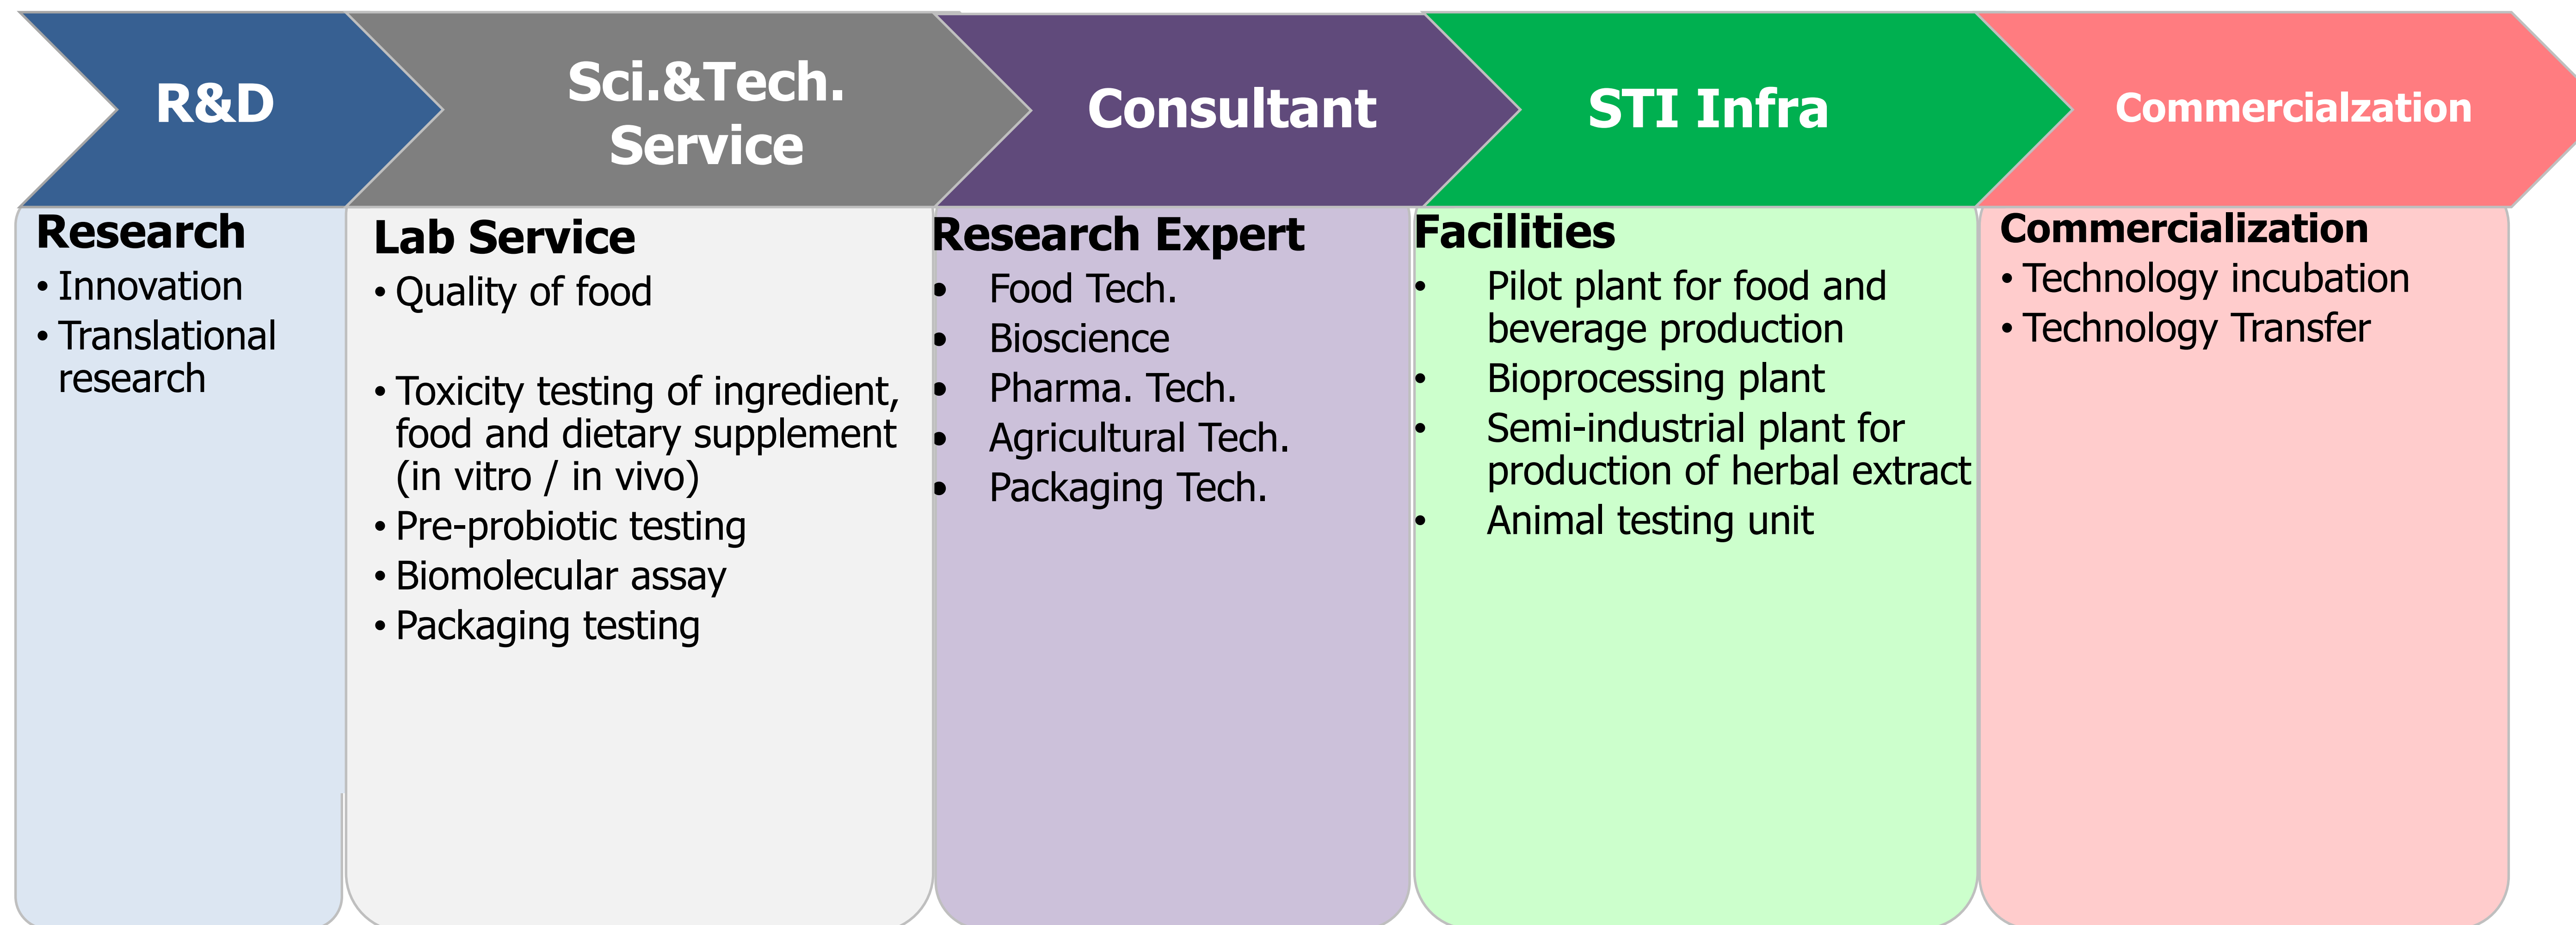 R&D
Sci.&Tech.
Service
Consultant
STI Infra
Commercialzation
Research
• Innovation
• Translational
research
Lab Service
• Quality of food
• Toxicity testing of ingredient,
food and dietary supplement
(in vitro / in vivo)
• Pre-probiotic testing
• Biomolecular assay
• Packaging testing
Research Expert
• Food Tech.
• Bioscience
• Pharma. Tech.
• Agricultural Tech.
• Packaging Tech.
Facilities
• Pilot plant for food and
beverage production
• Bioprocessing plant
• Semi-industrial plant for
production of herbal extract
• Animal testing unit
Commercialization
• Technology incubation
• Technology Transfer